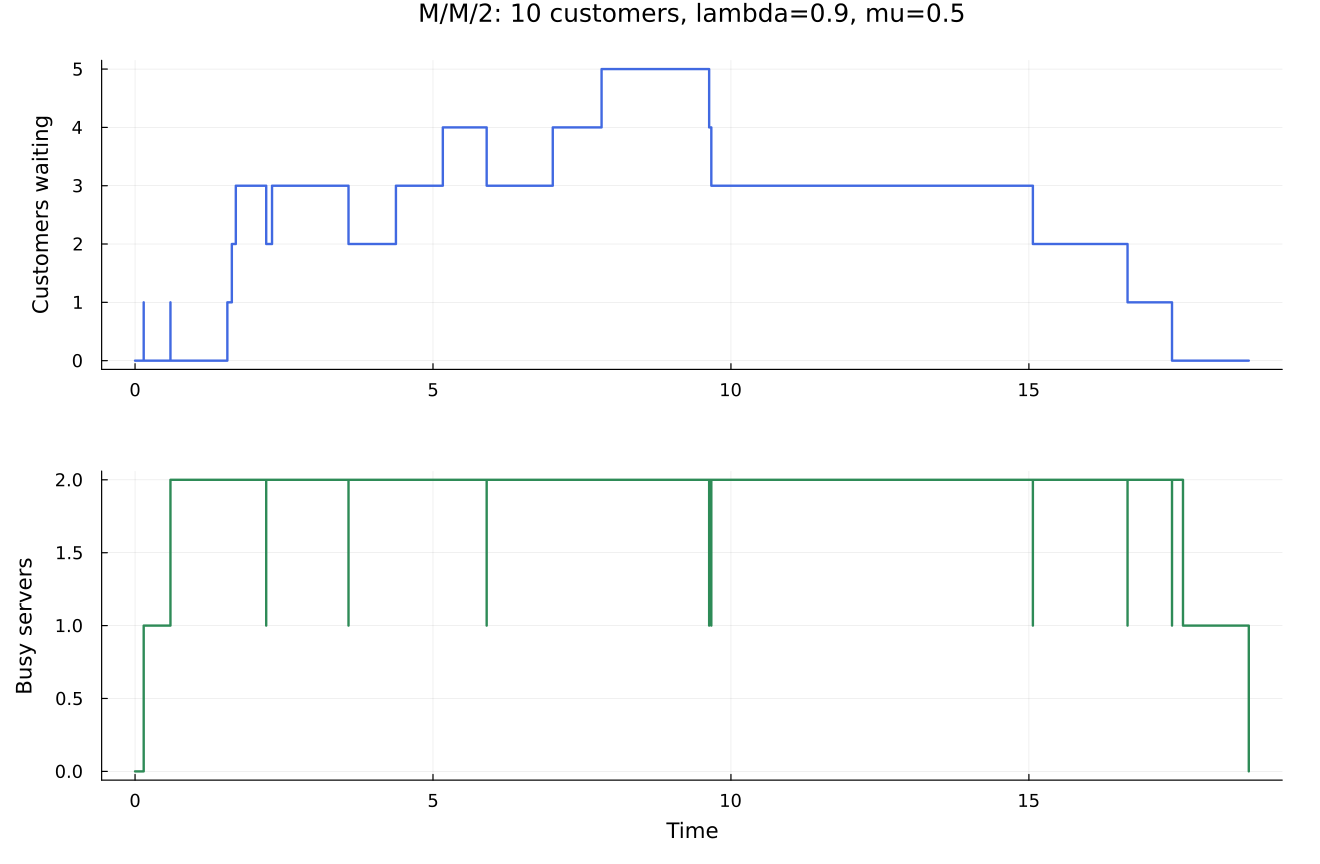 M/M/2: 10 customers, lambda=0.9, mu=0.5
Customers waiting
5
4
3
2
1
0
0 5 10 15
Busy servers
2.0
1.5
1.0
0.5
0.0
0 5 10 15
Time